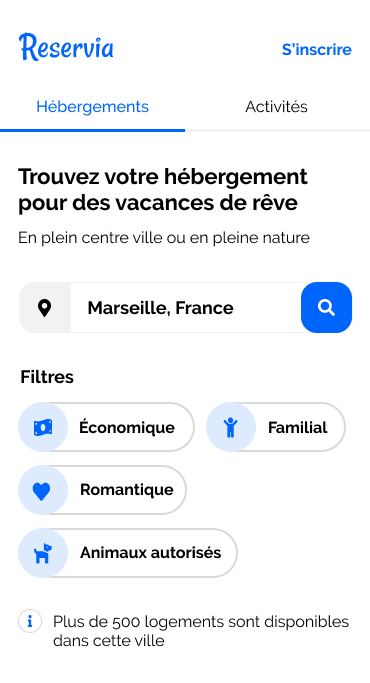 Reservia
S'inscrire
Hébergements
Activités
Trouvez votre hébergement
pour des vacances de rêve
En plein centre ville ou en pleine nature
Marseille, France
Filtres
Économique
Familial
Romantique
Animaux autorisés
Plus de 500 logements sont disponibles
dans cette ville